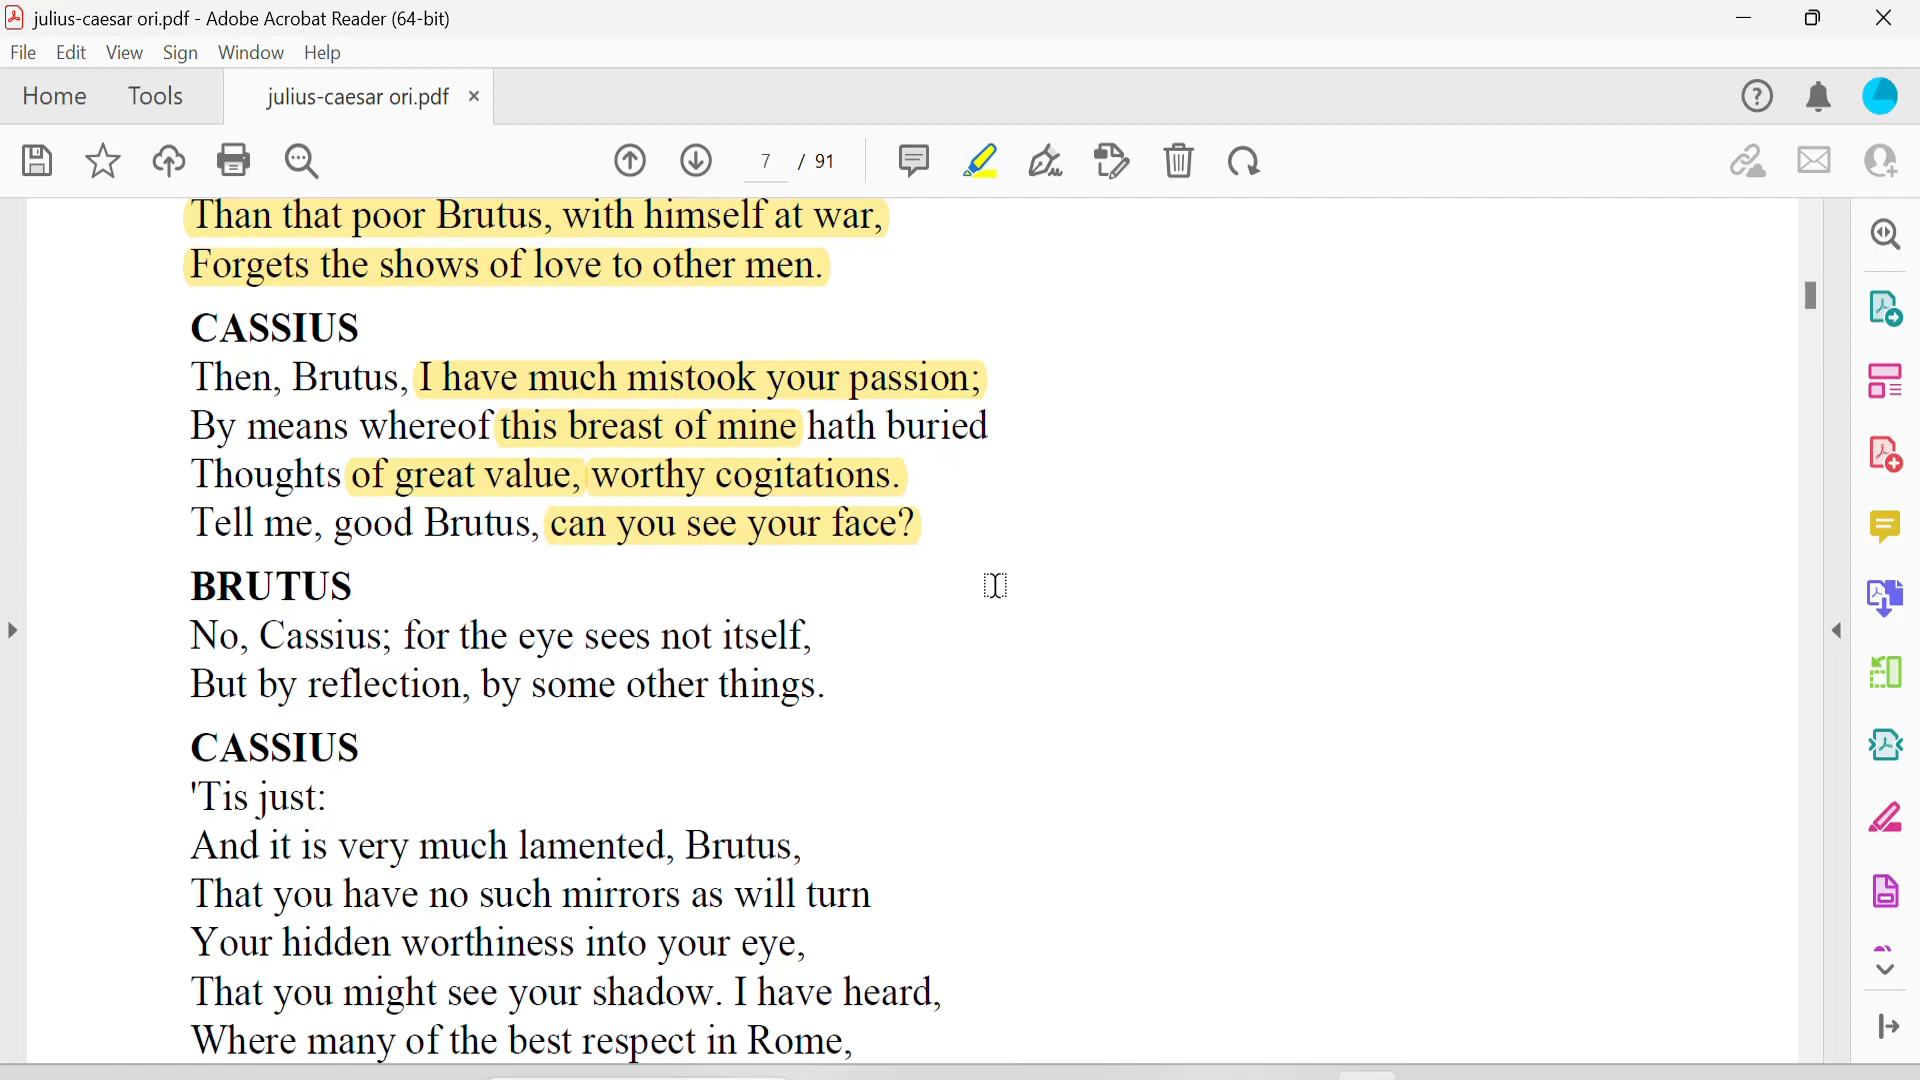 julius-caesar ori.pdf - Adobe Acrobat Reader (64-bit)
File Edit View Sign Window Help
Home Tools julius-caesar ori.pdf ×
7 / 91
Than that poor Brutus, with himself at war,
Forgets the shows of love to other men.
CASSIUS
Then, Brutus, I have much mistook your passion;
By means whereof this breast of mine hath buried
Thoughts of great value, worthy cogitations.
Tell me, good Brutus, can you see your face?
BRUTUS
No, Cassius; for the eye sees not itself,
But by reflection, by some other things.
CASSIUS
'Tis just:
And it is very much lamented, Brutus,
That you have no such mirrors as will turn
Your hidden worthiness into your eye,
That you might see your shadow. I have heard,
Where many of the best respect in Rome,